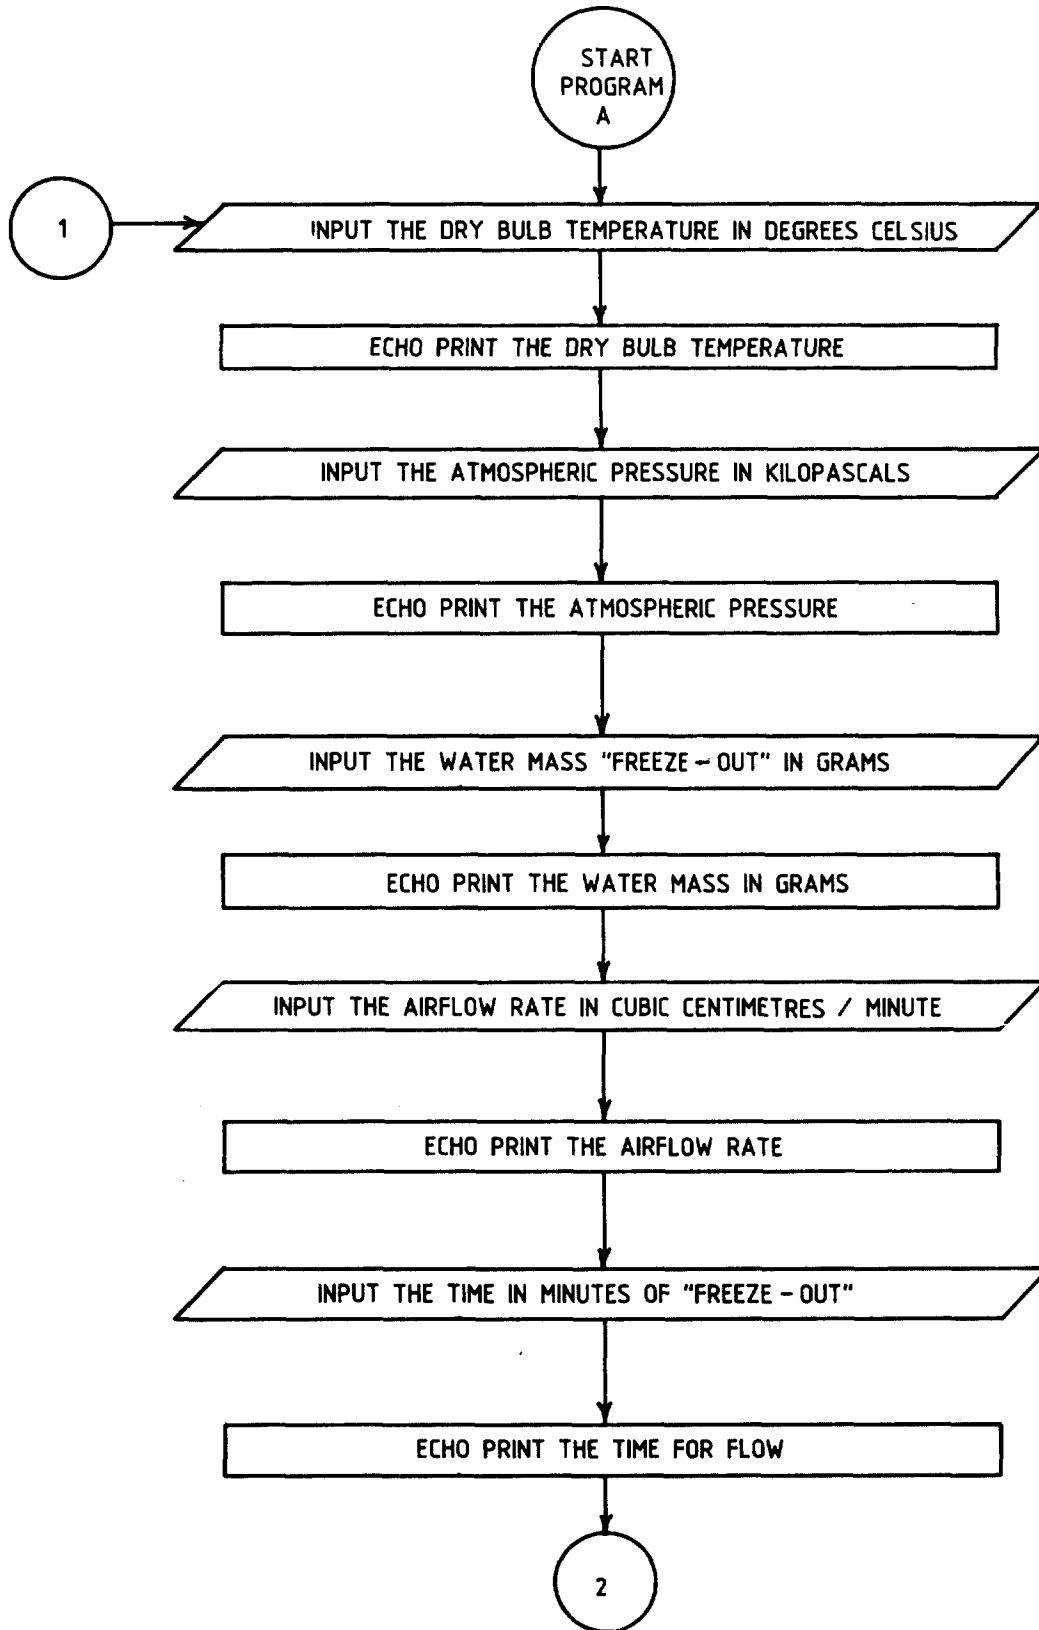 START
PROGRAM
A
1
INPUT THE DRY BULB TEMPERATURE IN DEGREES CELSIUS
ECHO PRINT THE DRY BULB TEMPERATURE
INPUT THE ATMOSPHERIC PRESSURE IN KILOPASCALS
ECHO PRINT THE ATMOSPHERIC PRESSURE
INPUT THE WATER MASS "FREEZE - OUT" IN GRAMS
ECHO PRINT THE WATER MASS IN GRAMS
INPUT THE AIRFLOW RATE IN CUBIC CENTIMETRES / MINUTE
ECHO PRINT THE AIRFLOW RATE
INPUT THE TIME IN MINUTES OF "FREEZE - OUT"
ECHO PRINT THE TIME FOR FLOW
2